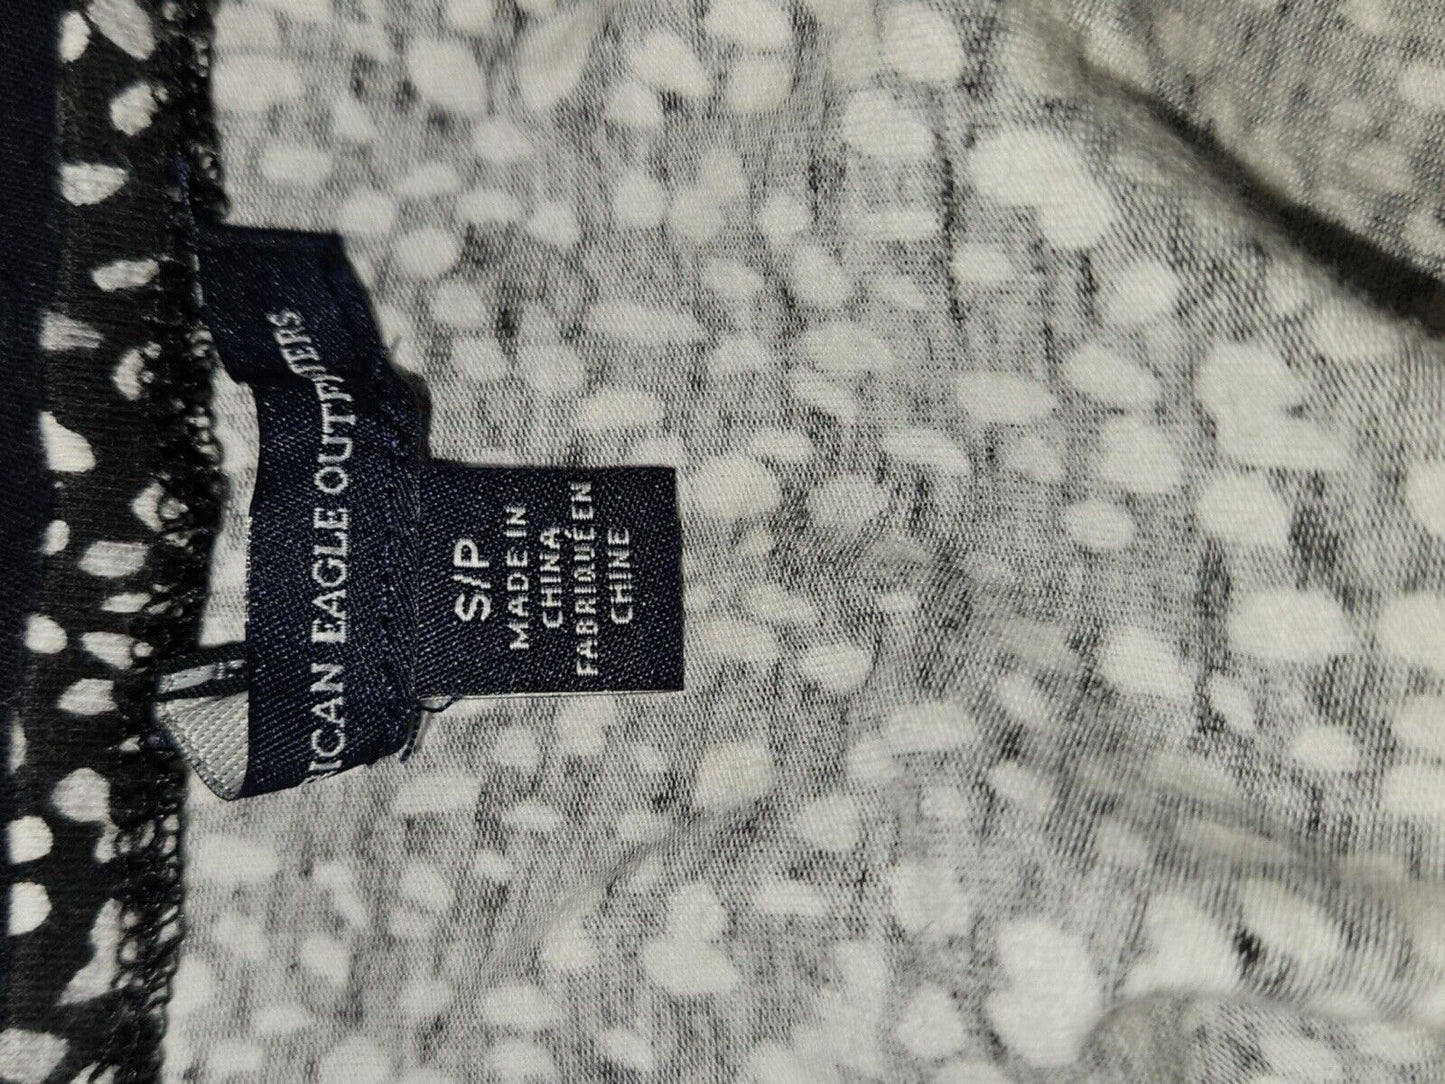 RICAN EAGLE OUTFITTERS
S/P
MADE IN
CHINA
FABRIQUÉ EN
CHINE